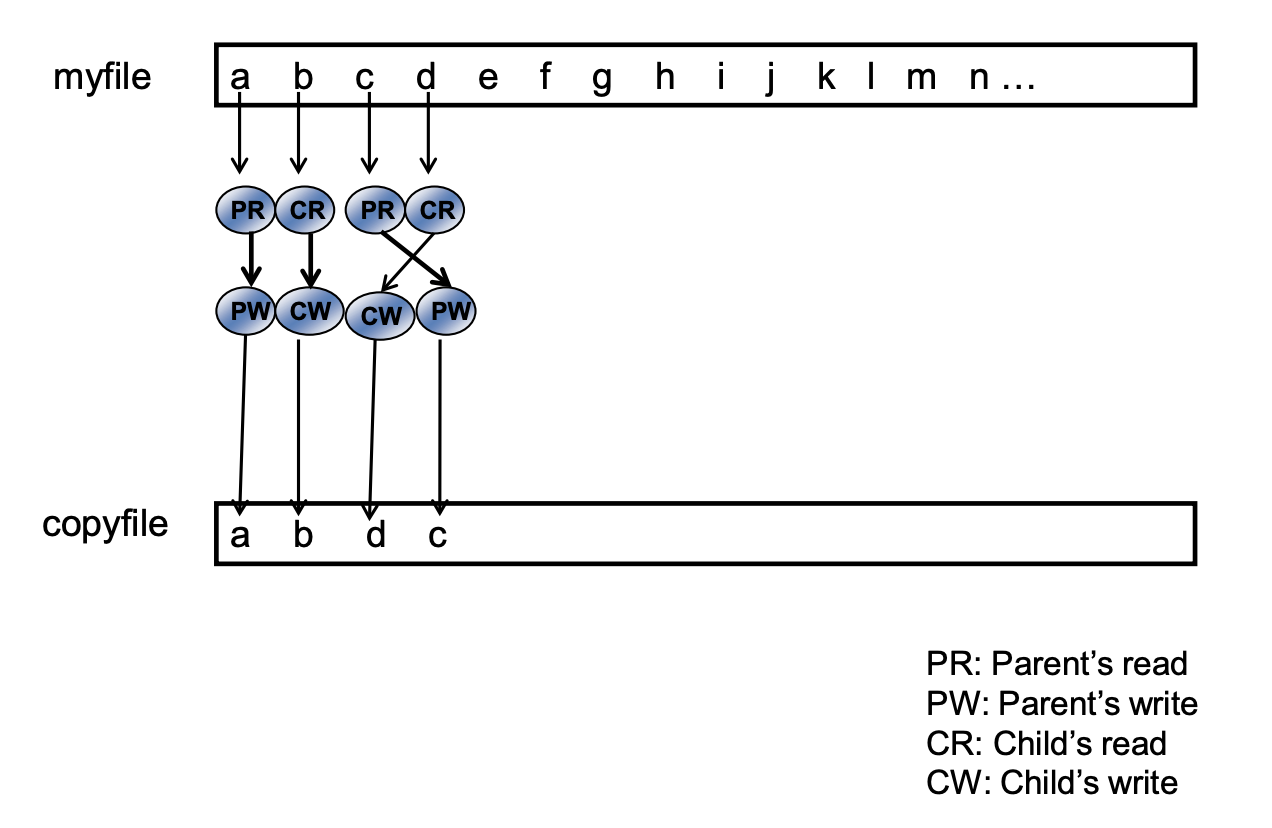 myfile a b c d e f g h i j k l m n ...
PR CR PR CR
PW CW CW PW
copyfile a b d c
PR: Parent’s read
PW: Parent’s write
CR: Child’s read
CW: Child’s write